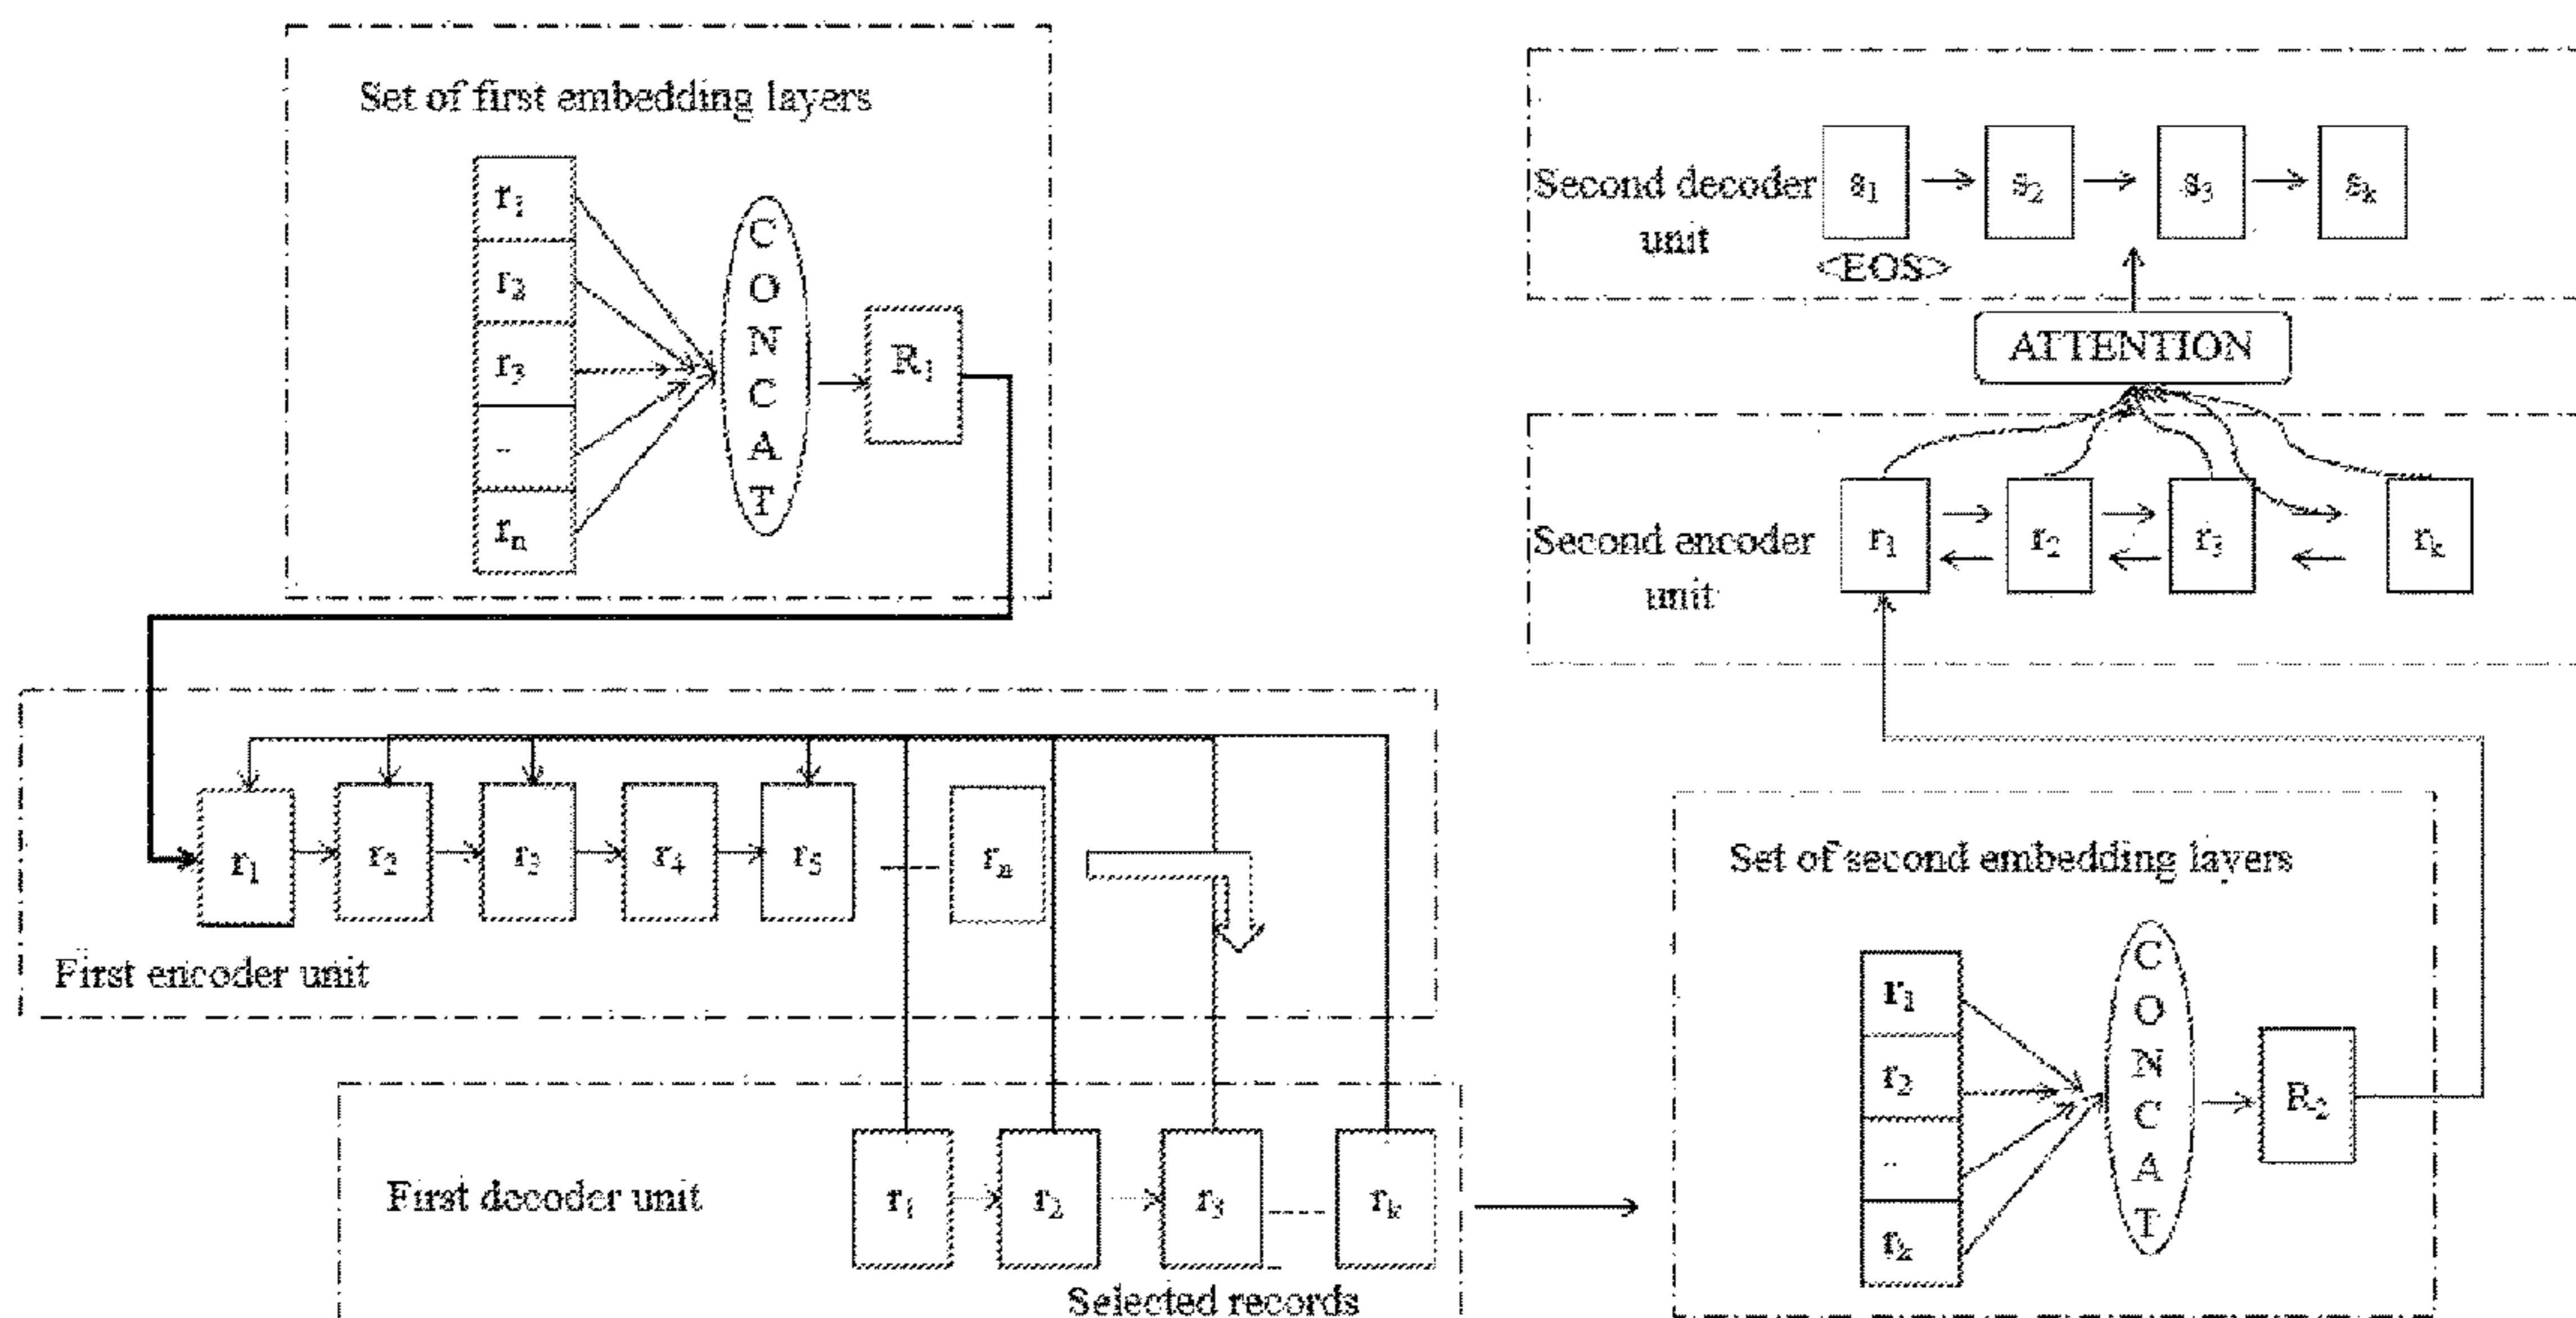 Set of first embedding layers
r₁
r₂
r₃
..
rₙ
CONCAT
R₁
First encoder unit
r₁
r₂
r₃
r₄
r₅
rₙ
First decoder unit
r₁
r₂
r₃
rₖ
Selected records
Second decoder
unit
s₁
s₂
s₃
sₖ
<EOS>
ATTENTION
Second encoder
unit
r₁
r₂
r₃
rₖ
Set of second embedding layers
r₁
r₂
..
rₖ
CONCAT
R₂